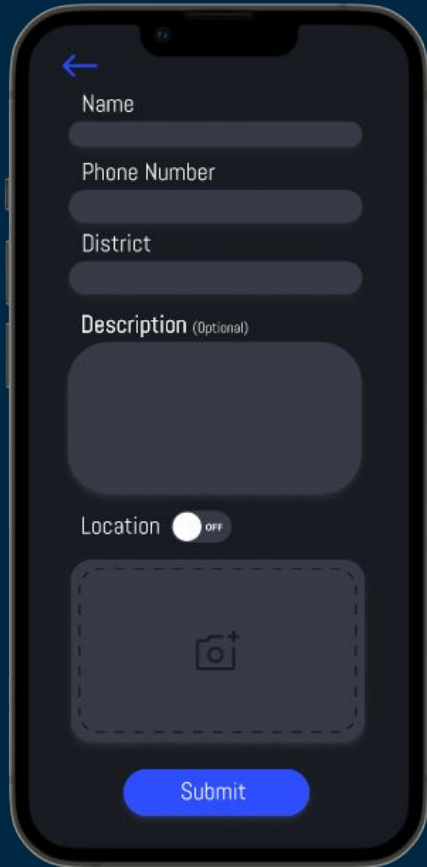 Name
Phone Number
District
Description (Optional)
Location OFF
Submit